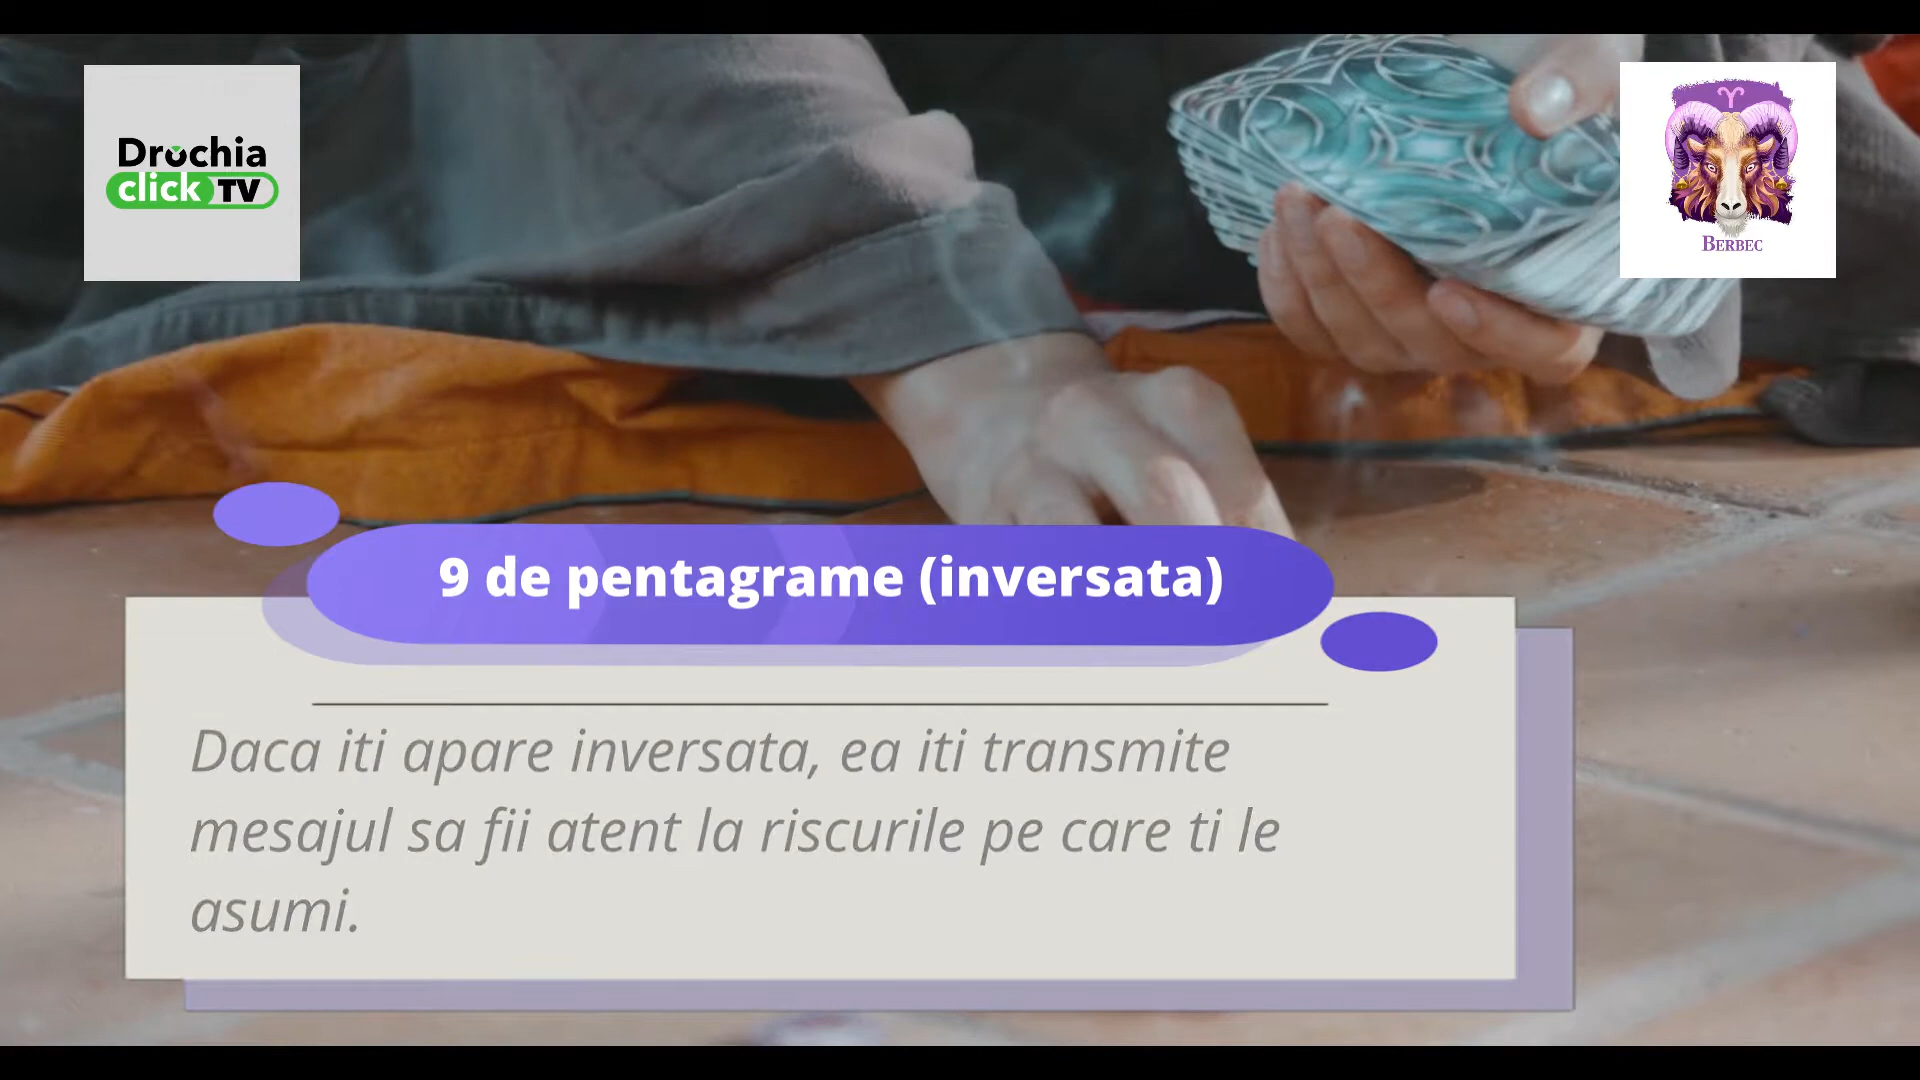 Drochia
click TV
BERBEC
9 de pentagrame (inversata)
Daca iti apare inversata, ea iti transmite
mesajul sa fii atent la riscurile pe care ti le
asumi.